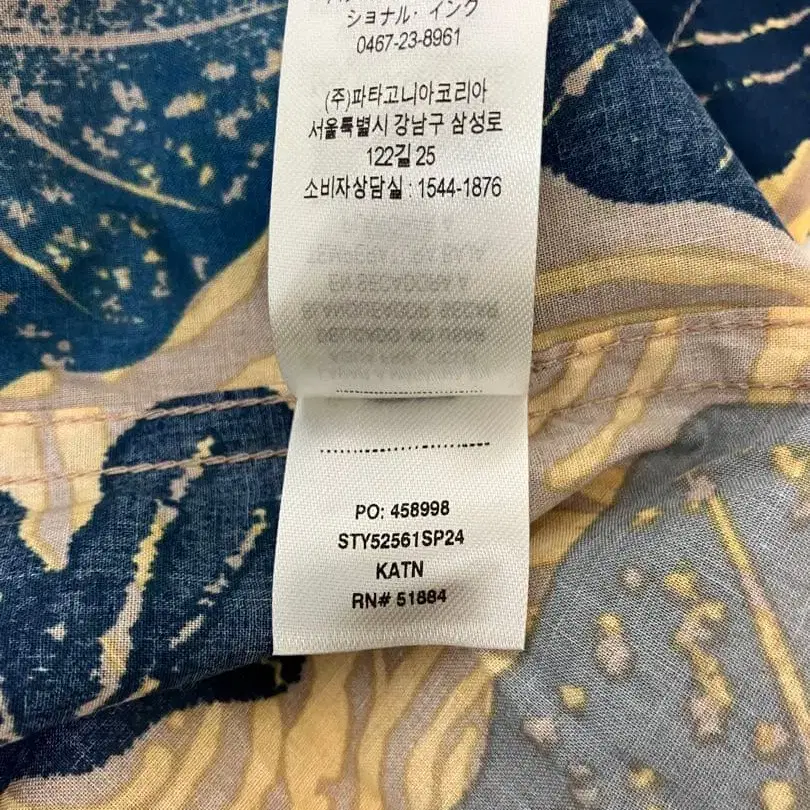 ショナル・インク
0467-23-8961
(주)파타고니아코리아
서울특별시 강남구 삼성로
122길 25
소비자상담실 : 1544-1876
PO: 458998
STY52561SP24
KATN
RN# 51884